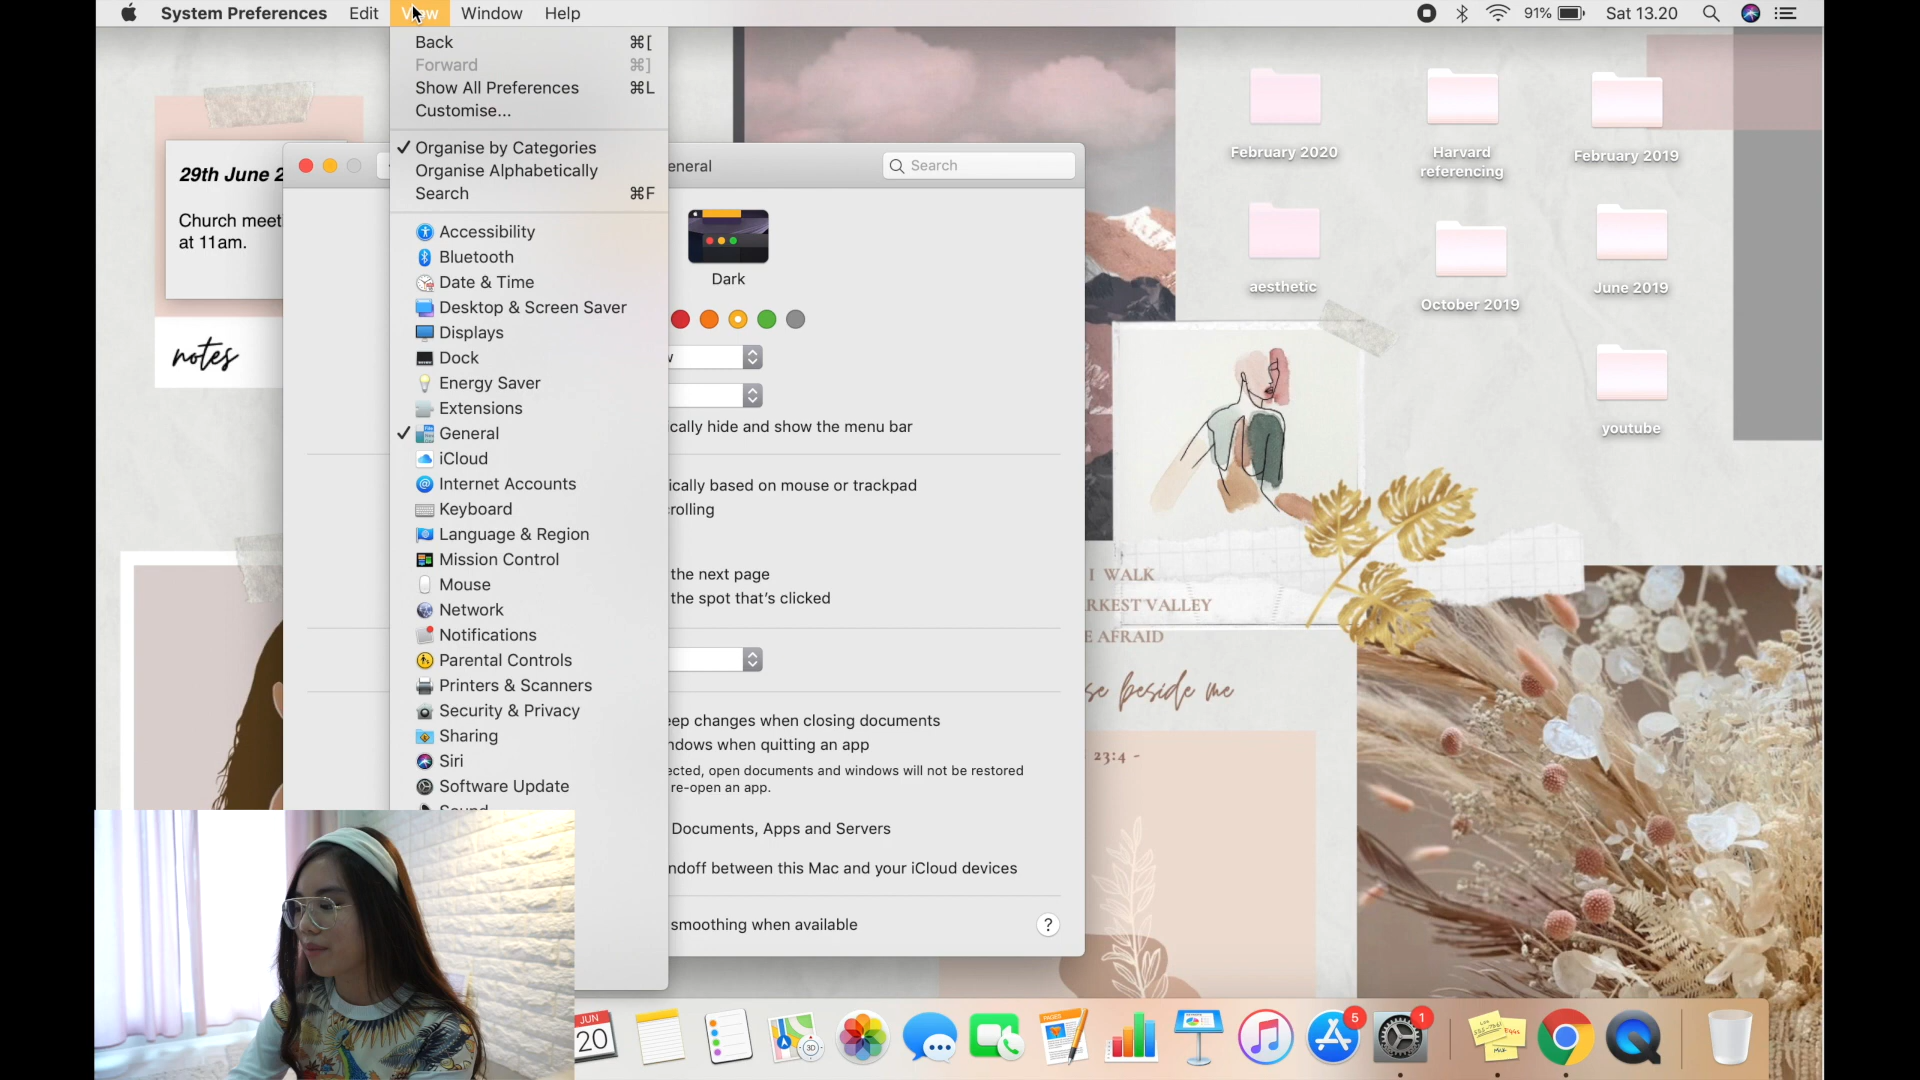 System Preferences Edit View Window Help
91% Sat 13.20
Back ⌘[
Forward ⌘]
Show All Preferences ⌘L
Customise...
✓ Organise by Categories
Organise Alphabetically
Search ⌘F
Accessibility
Bluetooth
Date & Time
Desktop & Screen Saver
Displays
Dock
Energy Saver
Extensions
✓ General
iCloud
Internet Accounts
Keyboard
Language & Region
Mission Control
Mouse
Network
Notifications
Parental Controls
Printers & Scanners
Security & Privacy
Sharing
Siri
Software Update
Sound
29th June 2
Church meet
at 11am.
notes
eneral
Search
Dark
cally hide and show the menu bar
ically based on mouse or trackpad
rolling
the next page
the spot that's clicked
eep changes when closing documents
ndows when quitting an app
ected, open documents and windows will not be restored
re-open an app.
Documents, Apps and Servers
ndoff between this Mac and your iCloud devices
smoothing when available
?
February 2020
Harvard
referencing
February 2019
aesthetic
October 2019
June 2019
youtube
I WALK
RKEST VALLEY
E AFRAID
se beside me
23:4 -
JUN
20
3D
PAGES
5
1